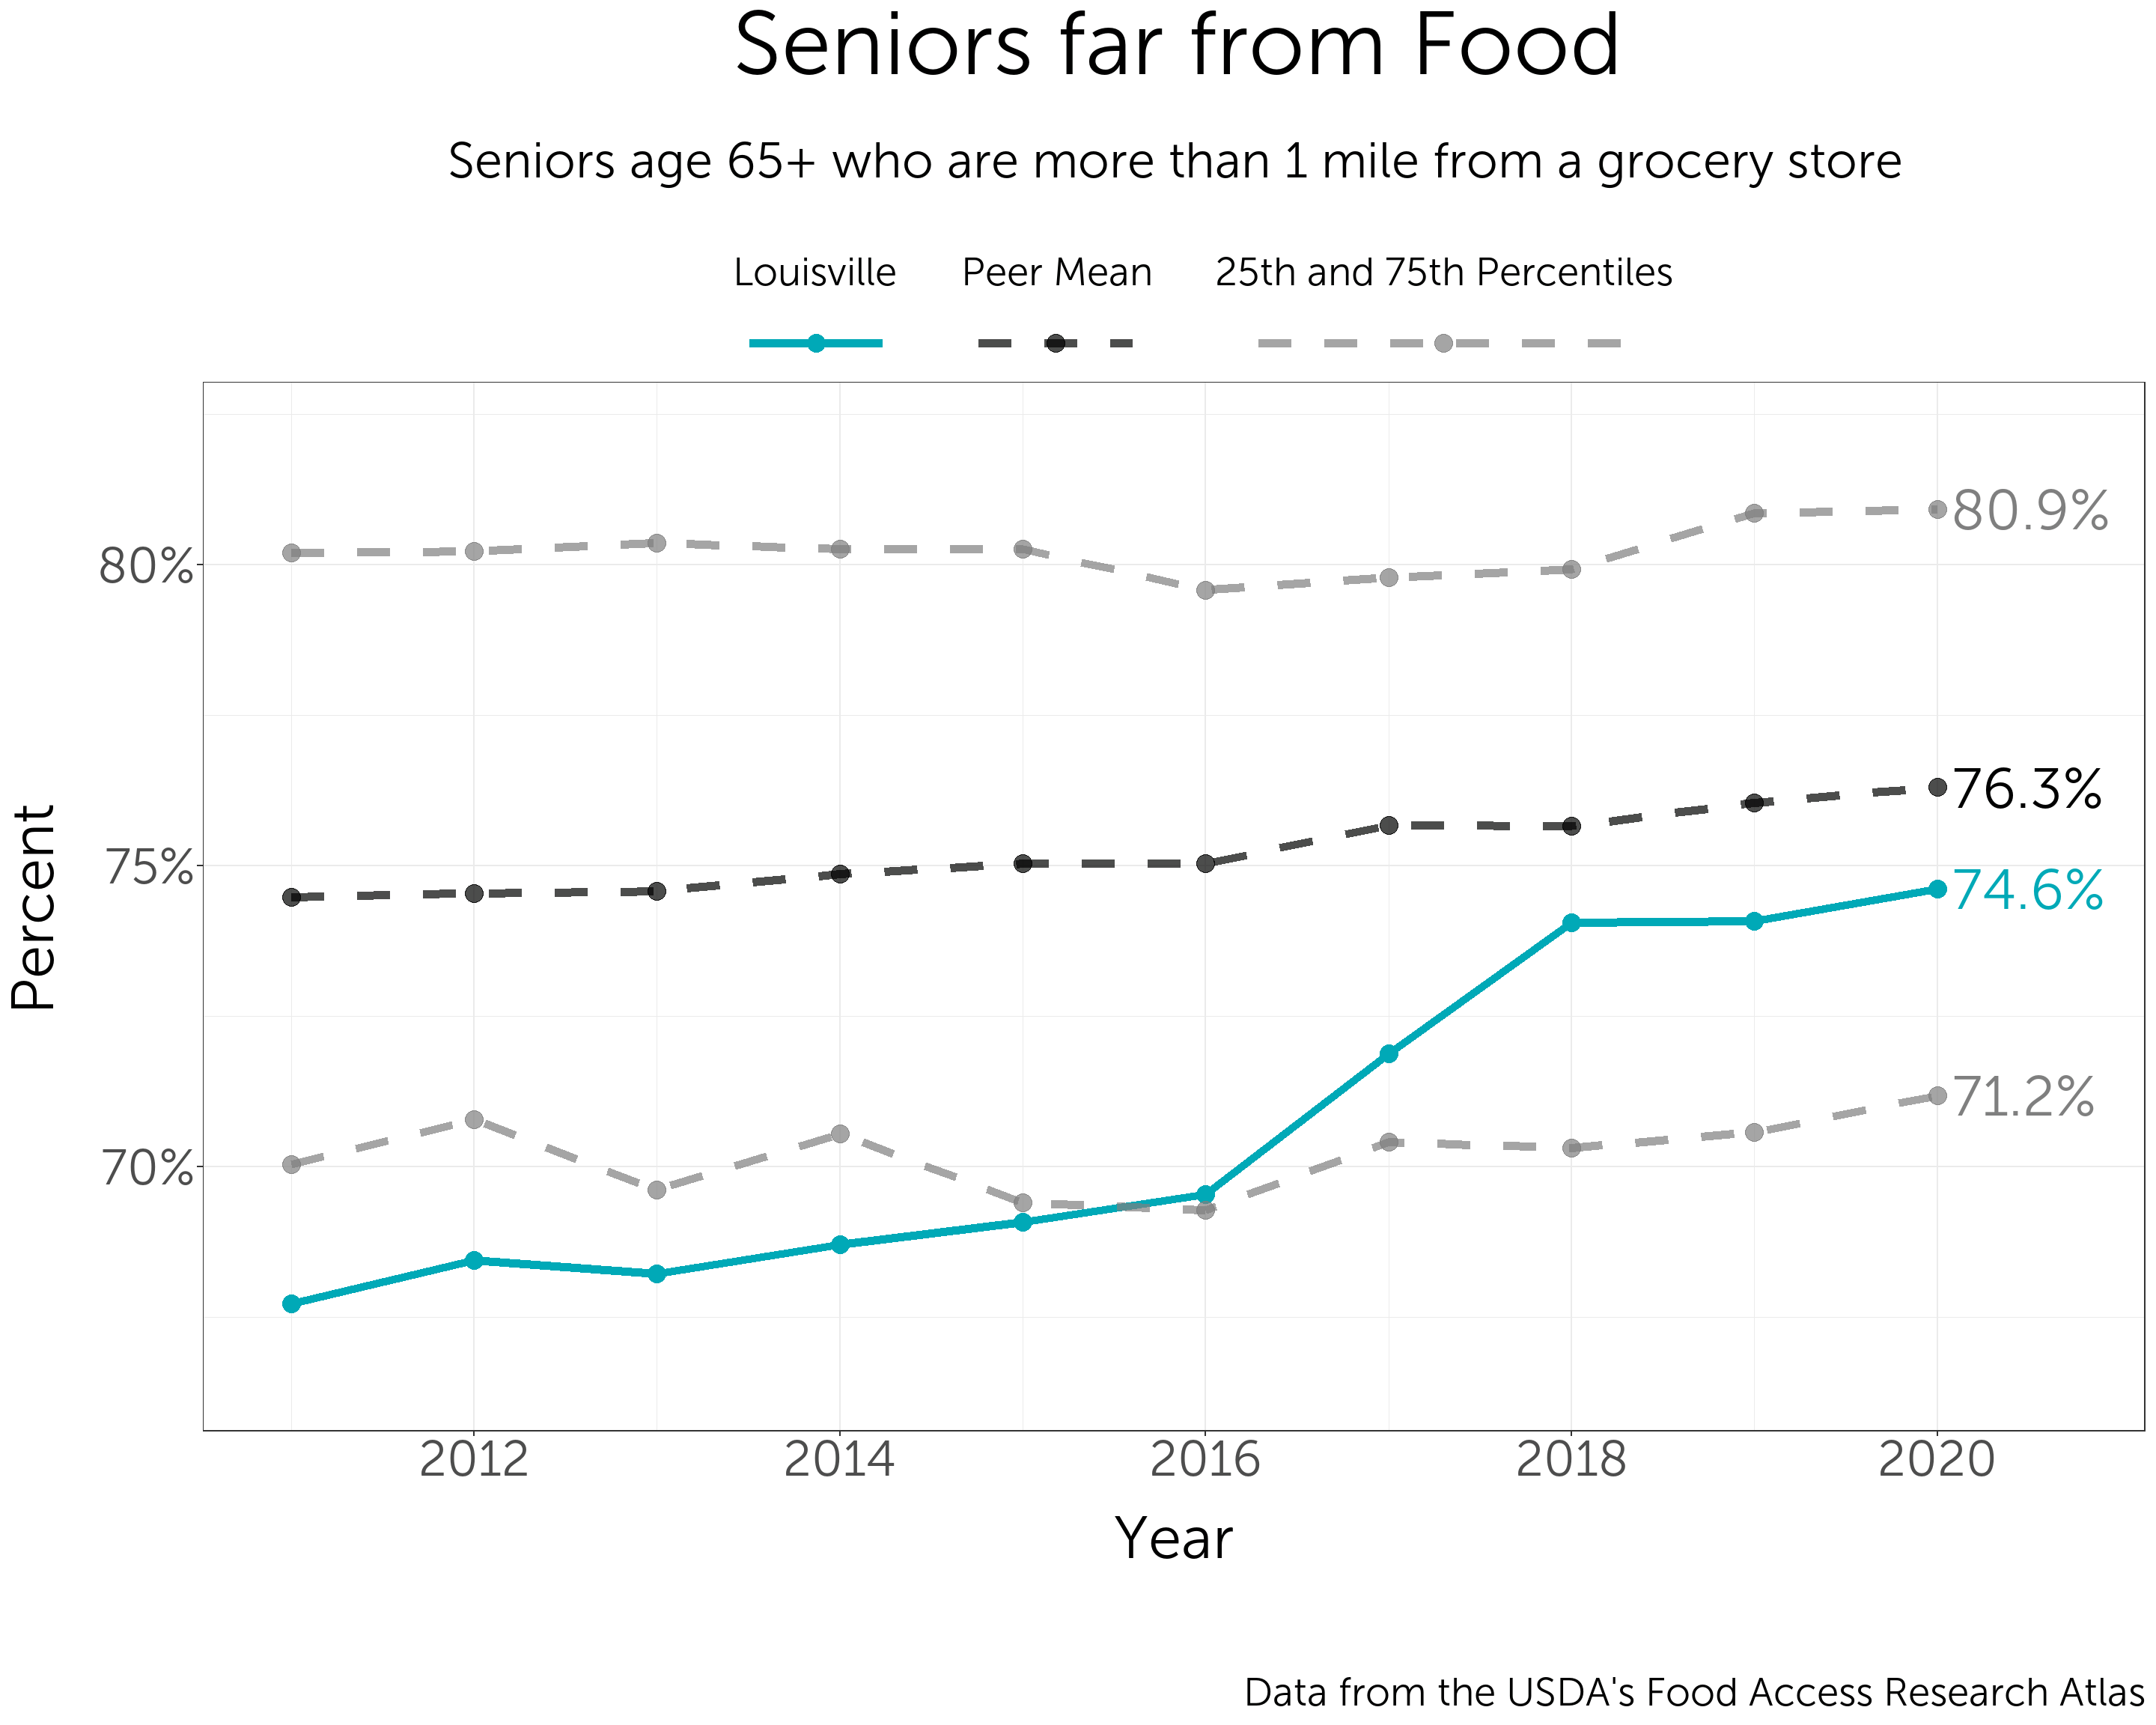 Seniors far from Food
Seniors age 65+ who are more than 1 mile from a grocery store
Louisville Peer Mean 25th and 75th Percentiles
80.9%
80%
76.3%
75%
74.6%
71.2%
70%
Percent
2012 2014 2016 2018 2020
Year
Data from the USDA's Food Access Research Atlas